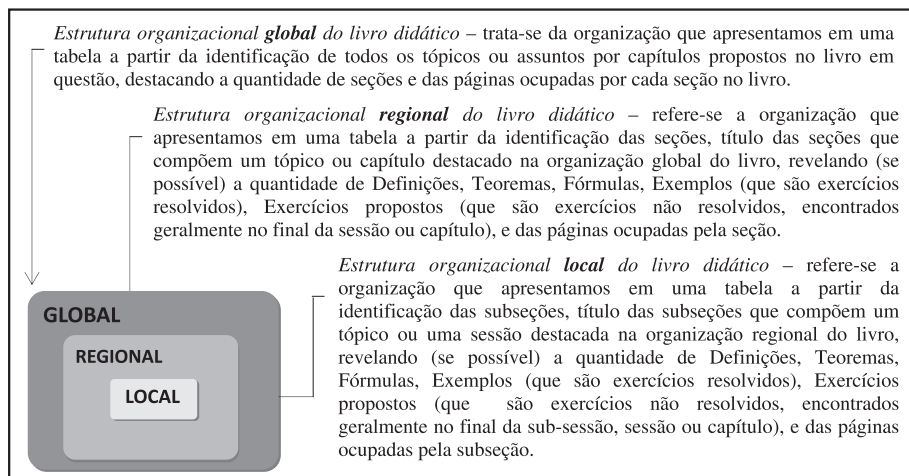 Estrutura organizacional global do livro didático – trata-se da organização que apresentamos em uma
tabela a partir da identificação de todos os tópicos ou assuntos por capítulos propostos no livro em
questão, destacando a quantidade de seções e das páginas ocupadas por cada seção no livro.
Estrutura organizacional regional do livro didático – refere-se a organização que
apresentamos em uma tabela a partir da identificação das seções, título das seções que
compõem um tópico ou capítulo destacado na organização global do livro, revelando (se
possível) a quantidade de Definições, Teoremas, Fórmulas, Exemplos (que são exercícios
resolvidos), Exercícios propostos (que são exercícios não resolvidos, encontrados
geralmente no final da sessão ou capítulo), e das páginas ocupadas pela seção.
Estrutura organizacional local do livro didático – refere-se a
organização que apresentamos em uma tabela a partir da
identificação das subseções, título das subseções que compõem um
tópico ou uma sessão destacada na organização regional do livro,
revelando (se possível) a quantidade de Definições, Teoremas,
Fórmulas, Exemplos (que são exercícios resolvidos), Exercícios
propostos (que são exercícios não resolvidos, encontrados
geralmente no final da sub-sessão, sessão ou capítulo), e das páginas
ocupadas pela subseção.
GLOBAL
REGIONAL
LOCAL